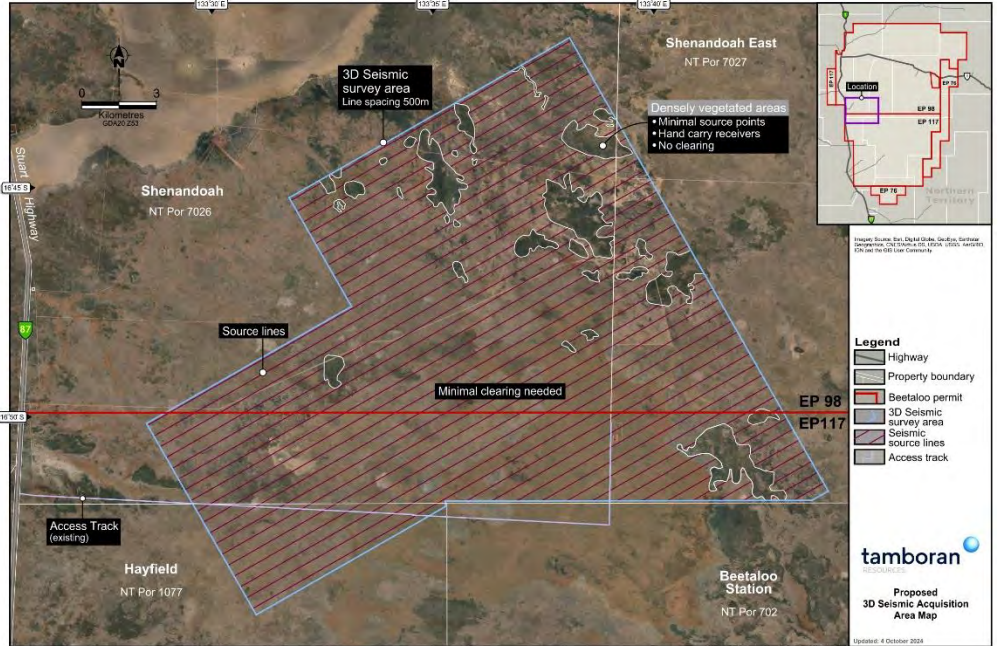 133°30' E
133°35' E
133°40' E
N
0 3
Kilometres
GDA20 Z53
3D Seismic
survey area
Line spacing 500m
Shenandoah East
NT Por 7027
Densely vegetated areas
• Minimal source points
• Hand carry receivers
• No clearing
Stuart Highway
16°45' S
Shenandoah
NT Por 7026
87
Source lines
Minimal clearing needed
16°50' S
EP 98
EP117
Access Track
(existing)
Hayfield
NT Por 1077
Beetaloo
Station
NT Por 702
Location
EP 117
EP 76
EP 98
EP 117
EP 76
Northern
Territory
Legend
Highway
Property boundary
Beetaloo permit
3D Seismic
survey area
Seismic
source lines
Access track
tamboran
RESOURCES
Proposed
3D Seismic Acquisition
Area Map
Updated: 4 October 2024